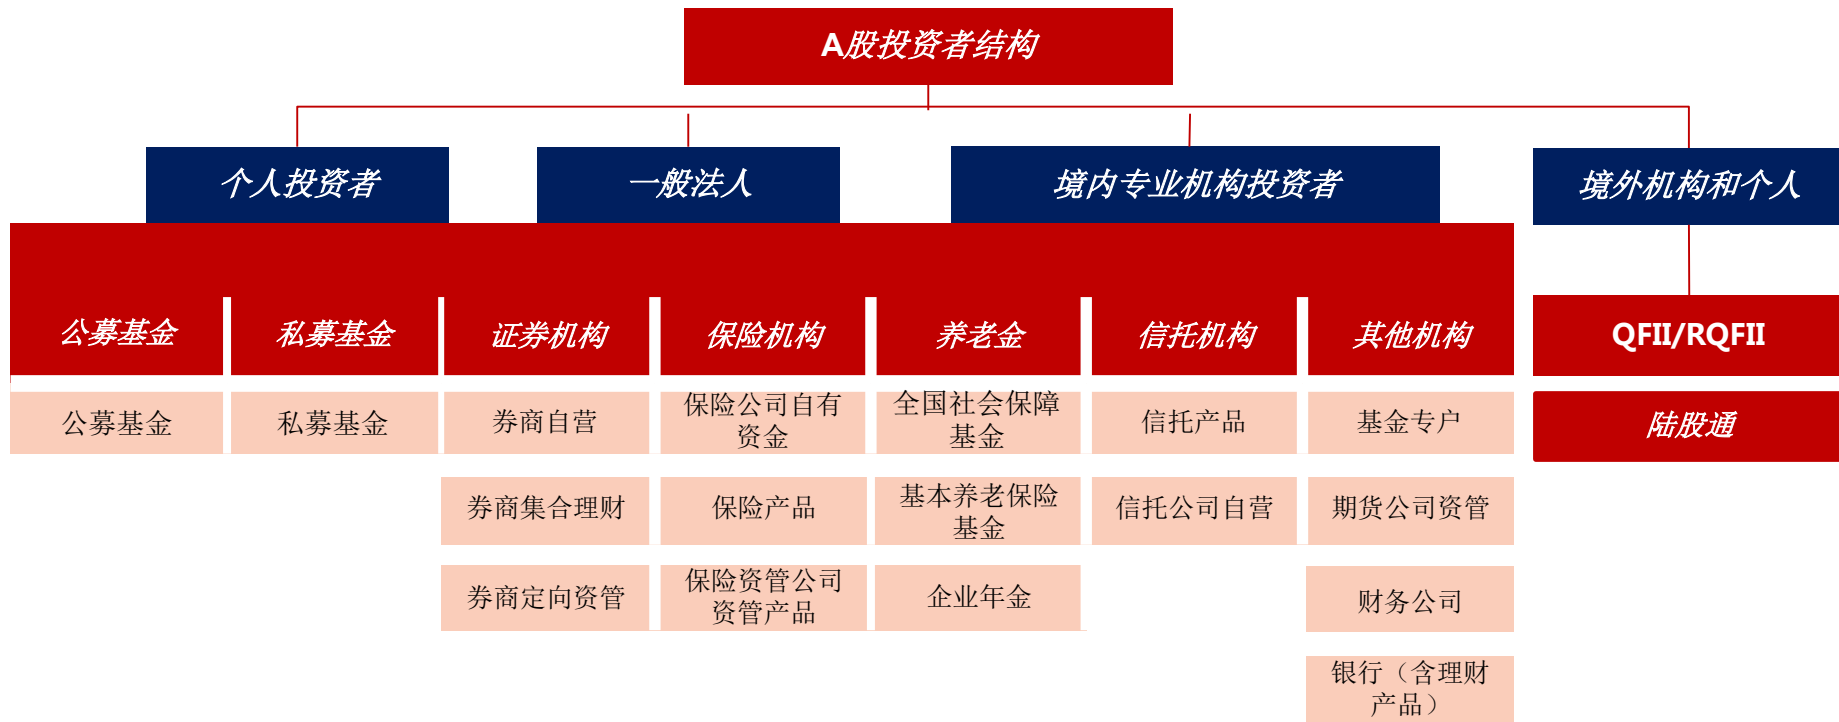 A股投资者结构
个人投资者
一般法人
境内专业机构投资者
境外机构和个人
公募基金
私募基金
证券机构
保险机构
养老金
信托机构
其他机构
QFII/RQFII
公募基金
私募基金
券商自营
保险公司自有
资金
全国社会保障
基金
信托产品
基金专户
陆股通
券商集合理财
保险产品
基本养老保险
基金
信托公司自营
期货公司资管
券商定向资管
保险资管公司
资管产品
企业年金
财务公司
银行（含理财
产品）